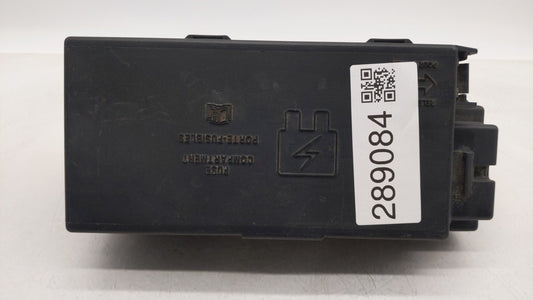 FUSE
COMPARTMENT
PORTE-FUSIBLES
289084